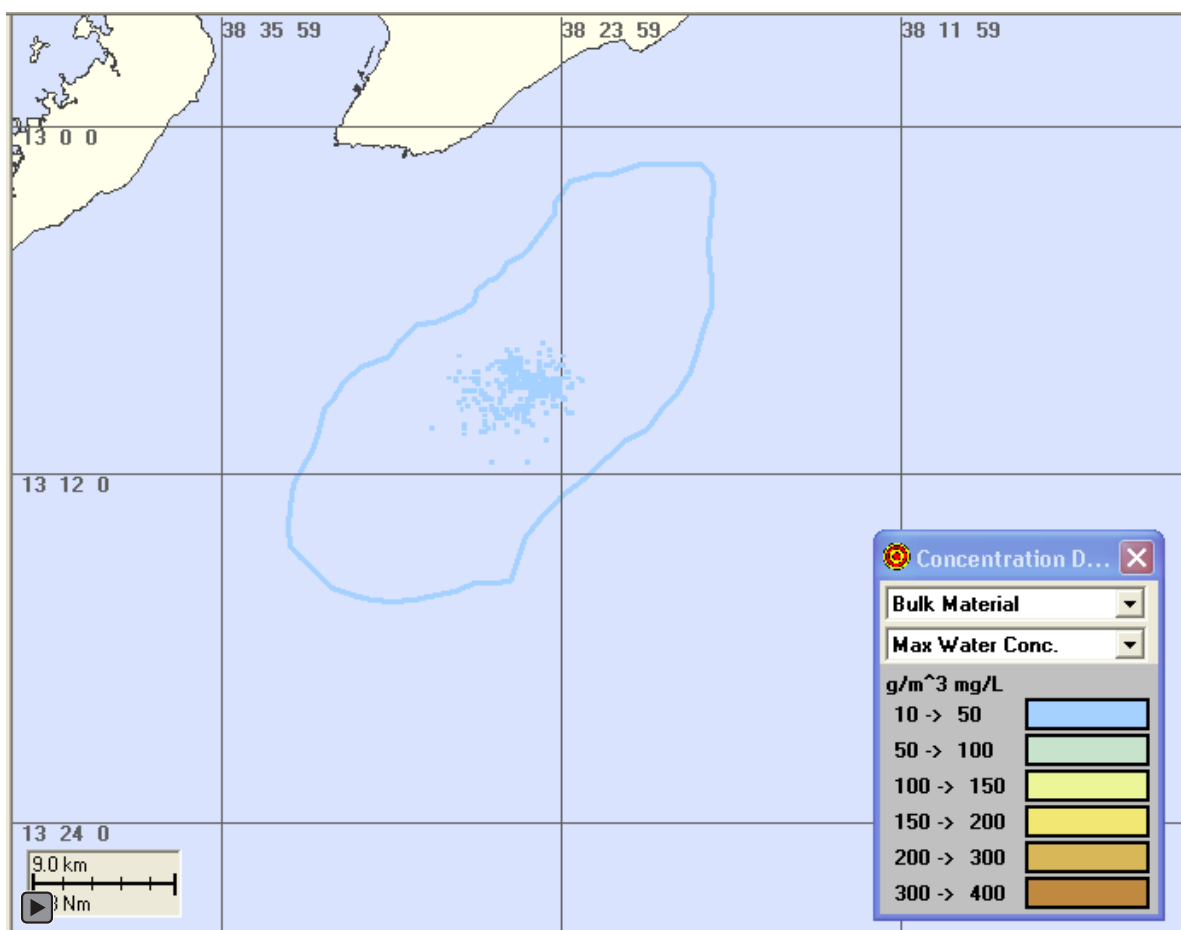 38 35 59
38 23 59
38 11 59
13 0 0
13 12 0
13 24 0
9.0 km
Nm
Concentration D...
Bulk Material
Max Water Conc.
g/m^3 mg/L
10 -> 50
50 -> 100
100 -> 150
150 -> 200
200 -> 300
300 -> 400